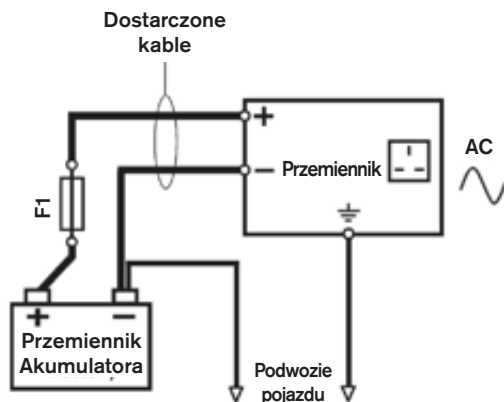 Dostarczone
kable
+
− Przemiennik
AC
F1
+ −
Przemiennik
Akumulatora
Podwozie
pojazdu